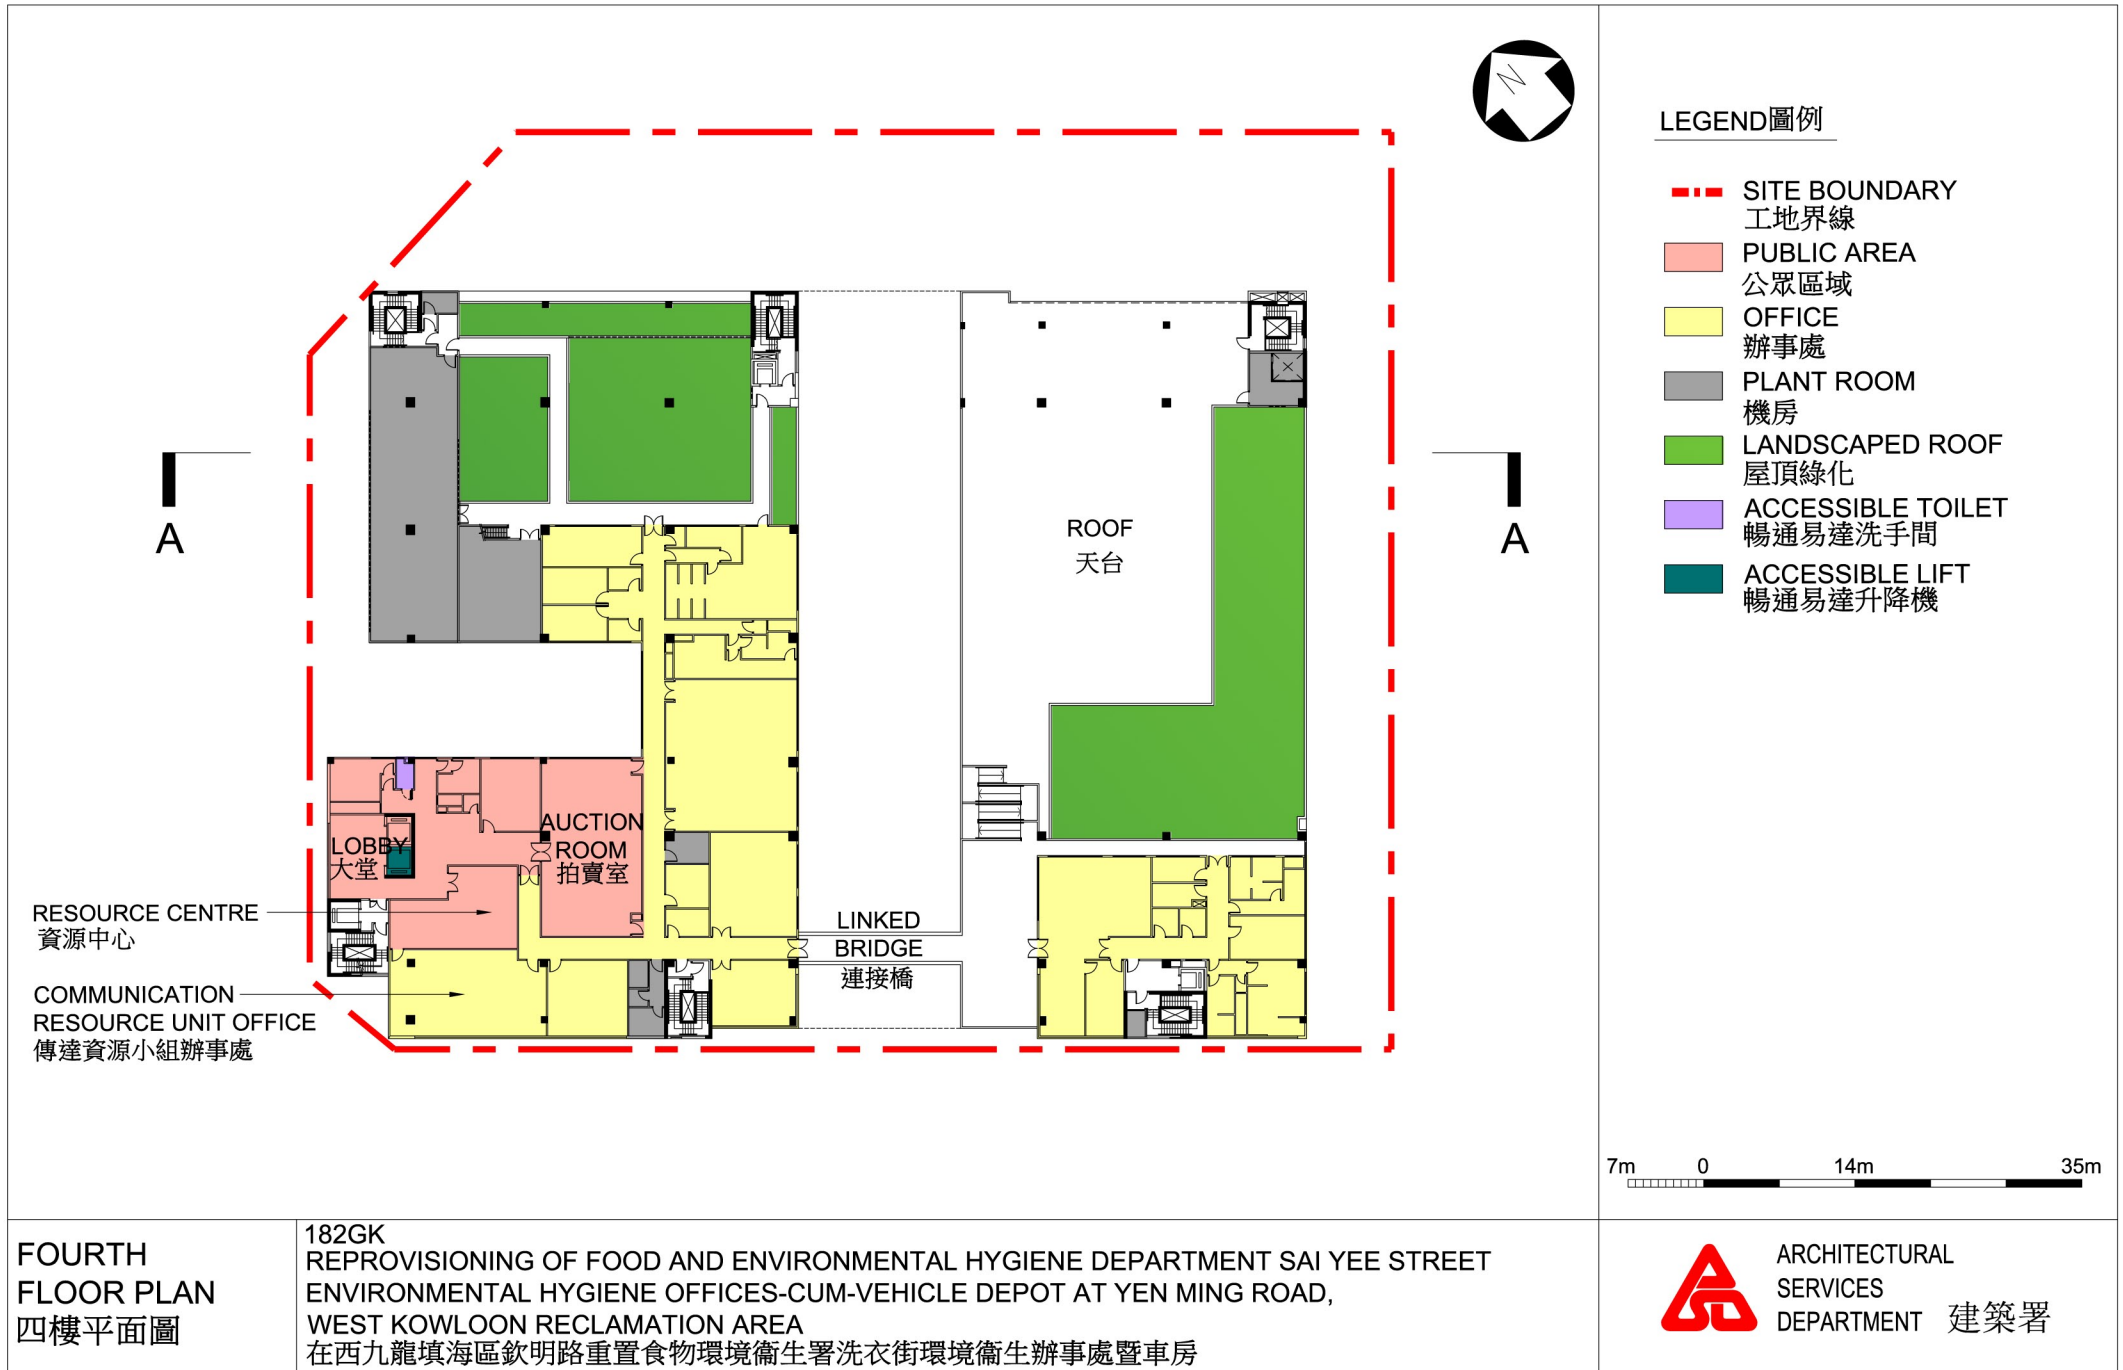 N
LEGEND圖例
SITE BOUNDARY
工地界線
PUBLIC AREA
公眾區域
OFFICE
辦事處
PLANT ROOM
機房
LANDSCAPED ROOF
屋頂綠化
ACCESSIBLE TOILET
暢通易達洗手間
ACCESSIBLE LIFT
暢通易達升降機
A
A
ROOF
天台
LOBBY
大堂
AUCTION
ROOM
拍賣室
RESOURCE CENTRE
資源中心
COMMUNICATION
RESOURCE UNIT OFFICE
傳達資源小組辦事處
LINKED
BRIDGE
連接橋
7m 0 14m 35m
FOURTH
FLOOR PLAN
四樓平面圖
182GK
REPROVISIONING OF FOOD AND ENVIRONMENTAL HYGIENE DEPARTMENT SAI YEE STREET
ENVIRONMENTAL HYGIENE OFFICES-CUM-VEHICLE DEPOT AT YEN MING ROAD,
WEST KOWLOON RECLAMATION AREA
在西九龍填海區欽明路重置食物環境衞生署洗衣街環境衞生辦事處暨車房
ARCHITECTURAL
SERVICES
DEPARTMENT 建築署